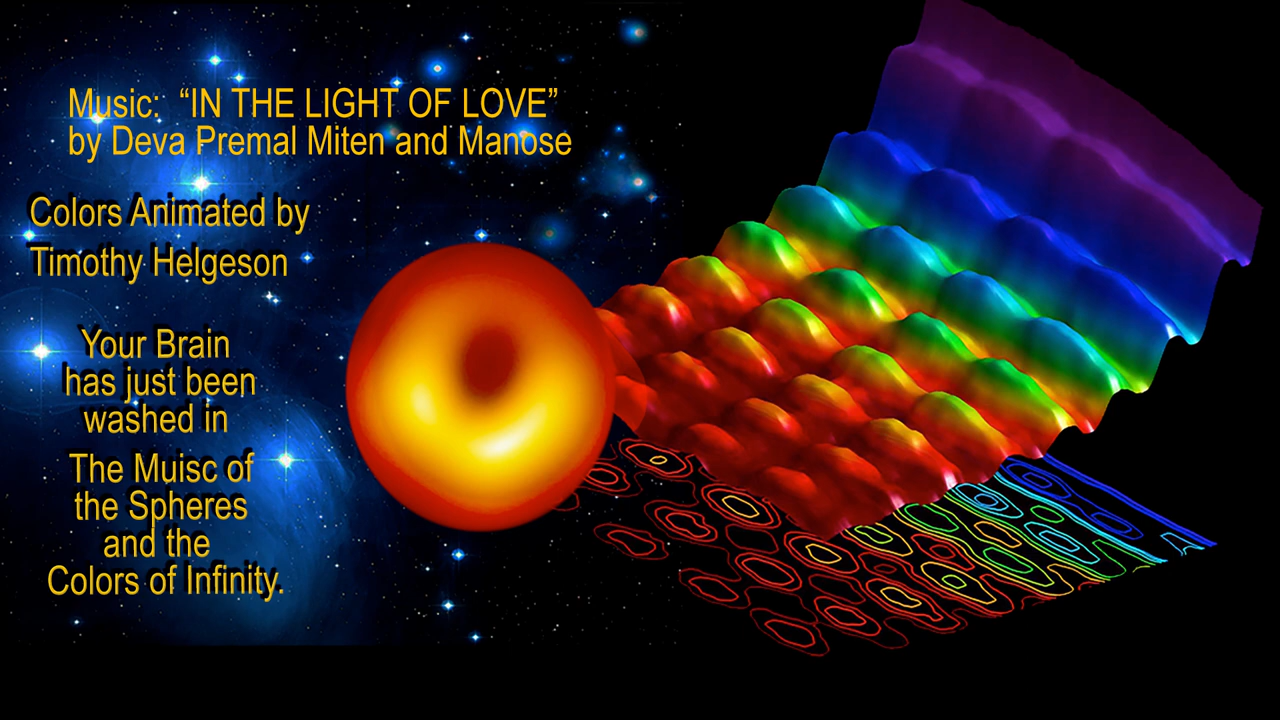 Music:  “IN THE LIGHT OF LOVE”
by Deva Premal Miten and Manose
Colors Animated by
Timothy Helgeson
Your Brain
has just been
washed in
The Muisc of
the Spheres
and the
Colors of Infinity.